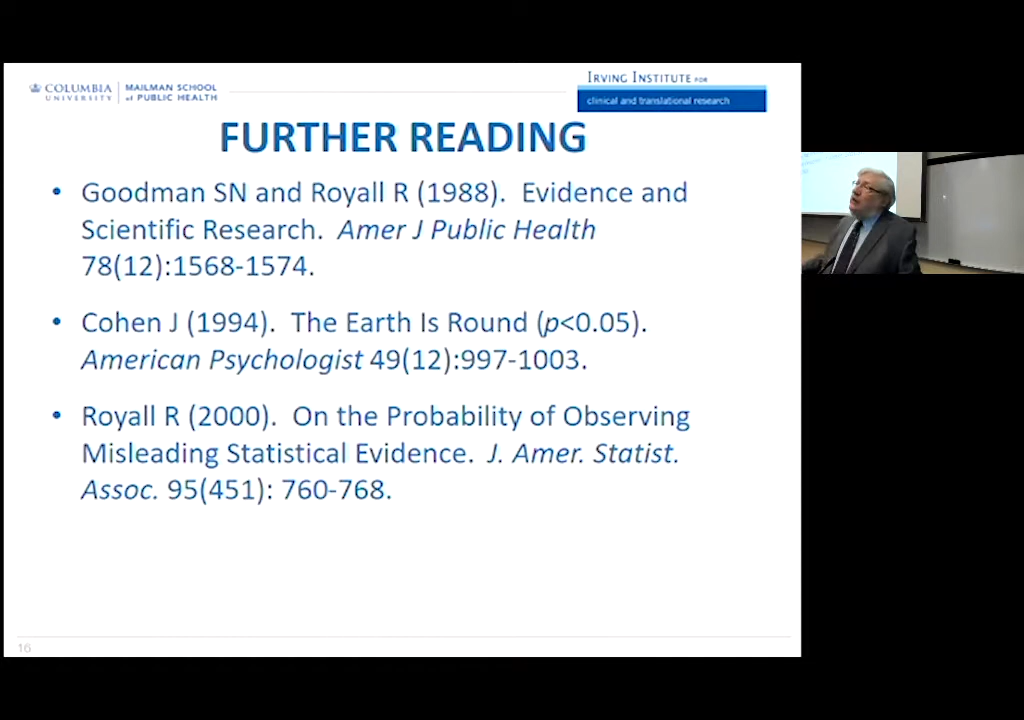 COLUMBIA UNIVERSITY
MAILMAN SCHOOL
of PUBLIC HEALTH
IRVING INSTITUTE FOR
clinical and translational research
FURTHER READING
• Goodman SN and Royall R (1988). Evidence and
Scientific Research. Amer J Public Health
78(12):1568-1574.
• Cohen J (1994). The Earth Is Round (p<0.05).
American Psychologist 49(12):997-1003.
• Royall R (2000). On the Probability of Observing
Misleading Statistical Evidence. J. Amer. Statist.
Assoc. 95(451): 760-768.
16